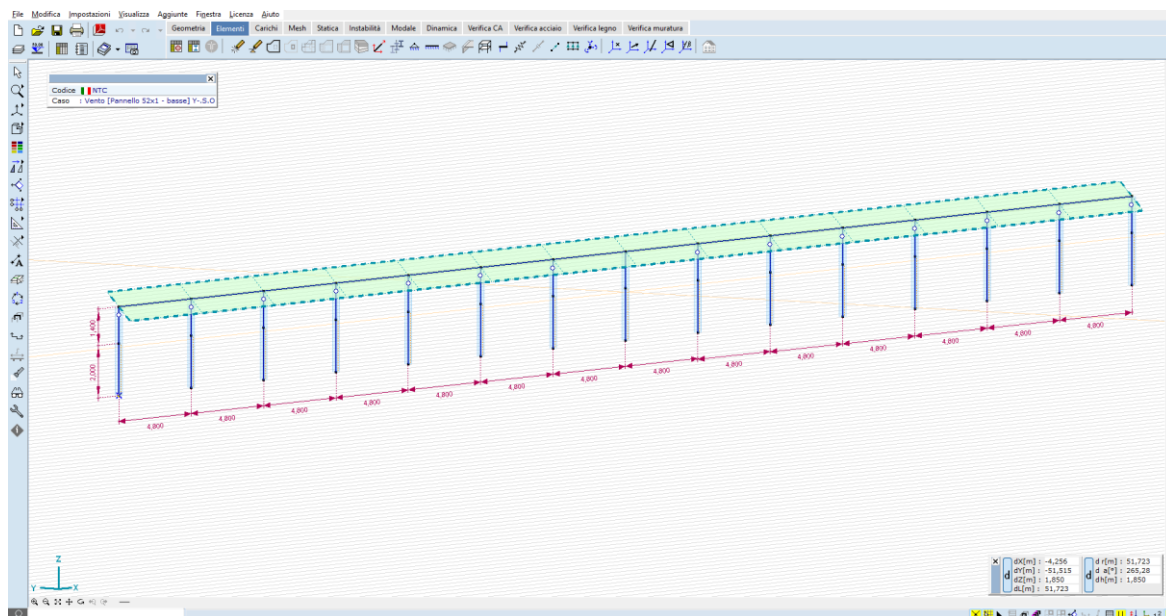 File Modifica Impostazioni Visualizza Aggiunte Finestra Licenza Aiuto
Geometria Elementi Carichi Mesh Statica Instabilità Modale Dinamica Verifica CA Verifica acciaio Verifica legno Verifica muratura
Codice NTC
Caso : Vento [Pannello 52x1 - basse] Y-.S.O
1,400
2,000
4,800
4,800
4,800
4,800
4,800
4,800
4,800
4,800
4,800
4,800
4,800
4,800
4,800
4,800
Z
Y X
d
dX[m] : -4,256
dY[m] : -51,515
dZ[m] : 1,850
dL[m] : 51,723
d
d r[m] : 51,723
d a[°] : 265,28
dh[m] : 1,850